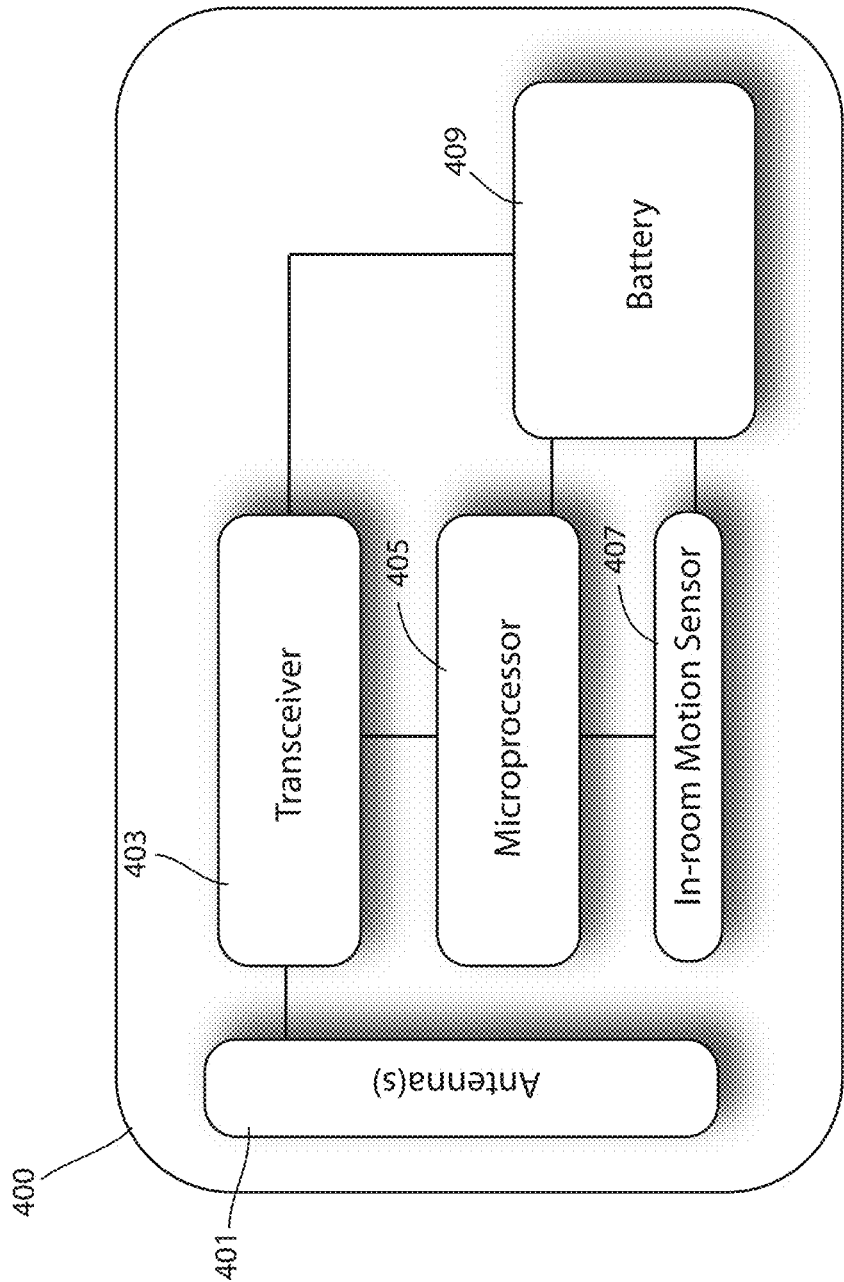 400
401
Antenna(s)
403
Transceiver
405
Microprocessor
407
In-room Motion Sensor
409
Battery